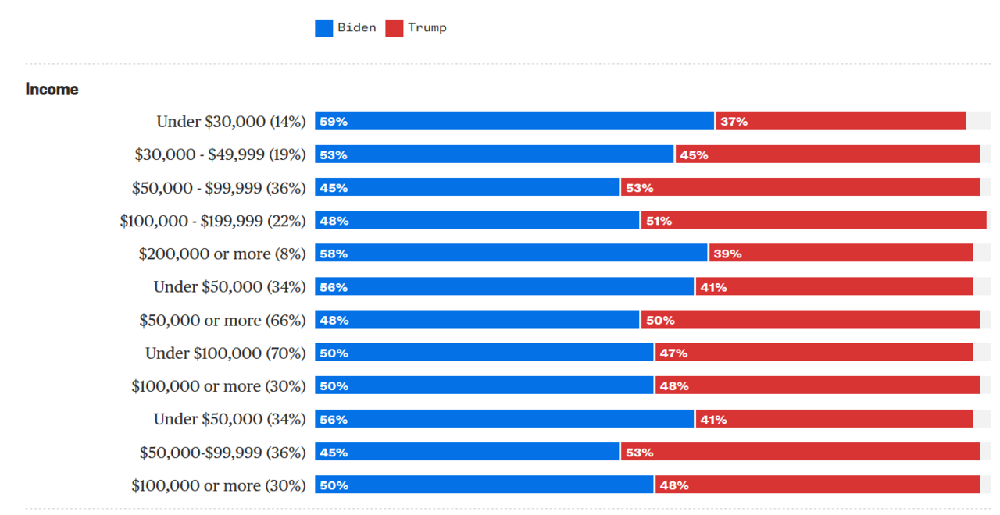 Biden Trump
Income
Under $30,000 (14%) 59% 37%
$30,000 - $49,999 (19%) 53% 45%
$50,000 - $99,999 (36%) 45% 53%
$100,000 - $199,999 (22%) 48% 51%
$200,000 or more (8%) 58% 39%
Under $50,000 (34%) 56% 41%
$50,000 or more (66%) 48% 50%
Under $100,000 (70%) 50% 47%
$100,000 or more (30%) 50% 48%
Under $50,000 (34%) 56% 41%
$50,000-$99,999 (36%) 45% 53%
$100,000 or more (30%) 50% 48%